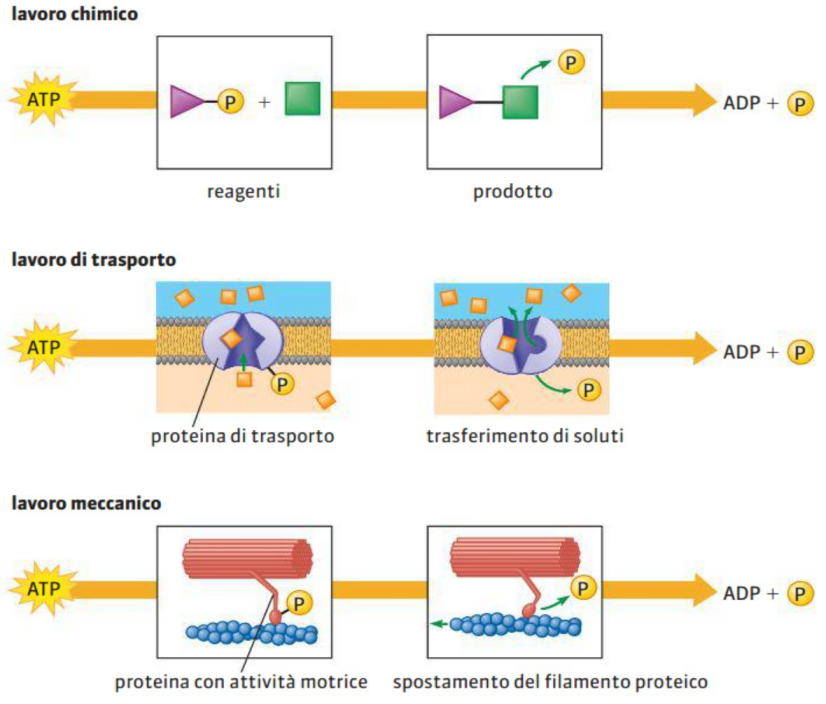 lavoro chimico
ATP
P
+
P
ADP + P
reagenti
prodotto
lavoro di trasporto
ATP
P
P
ADP + P
proteina di trasporto
trasferimento di soluti
lavoro meccanico
ATP
P
P
ADP + P
proteina con attività motrice
spostamento del filamento proteico